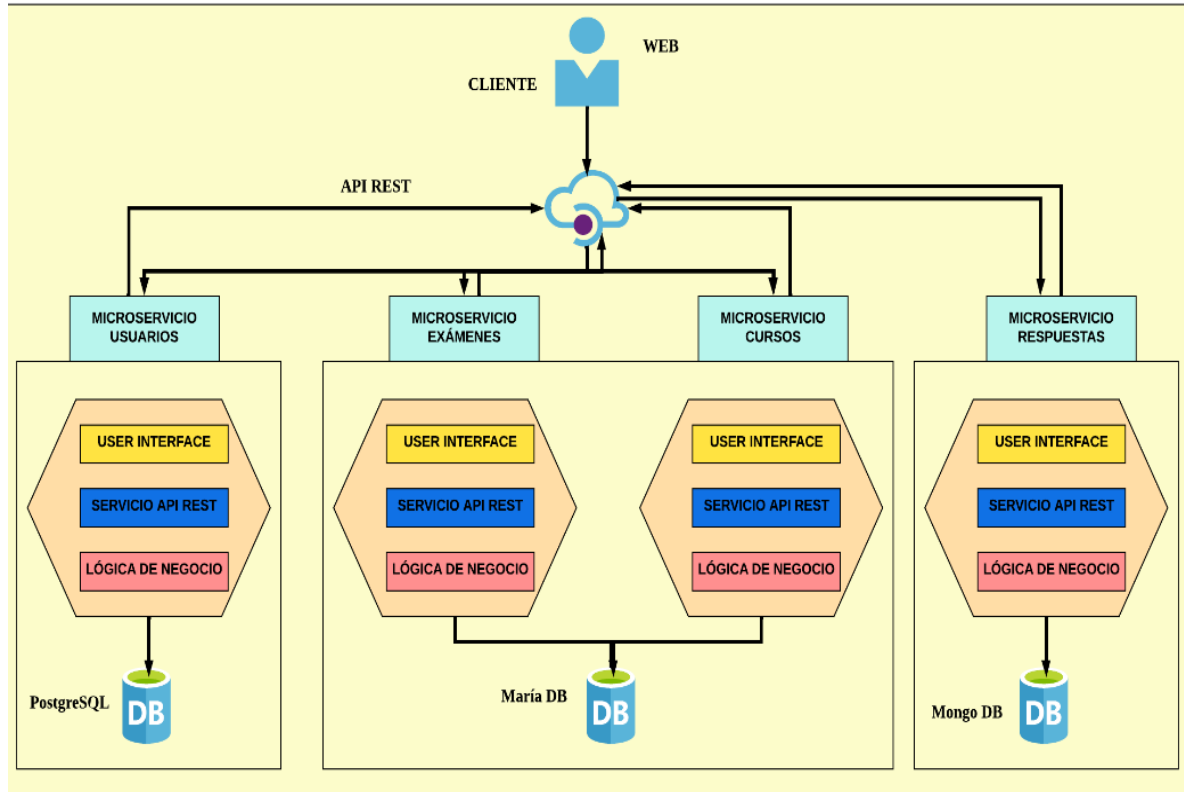 WEB
CLIENTE
API REST
MICROSERVICIO
USUARIOS
MICROSERVICIO
EXÁMENES
MICROSERVICIO
CURSOS
MICROSERVICIO
RESPUESTAS
USER INTERFACE
SERVICIO API REST
LÓGICA DE NEGOCIO
USER INTERFACE
SERVICIO API REST
LÓGICA DE NEGOCIO
USER INTERFACE
SERVICIO API REST
LÓGICA DE NEGOCIO
USER INTERFACE
SERVICIO API REST
LÓGICA DE NEGOCIO
PostgreSQL
DB
María DB
DB
Mongo DB
DB